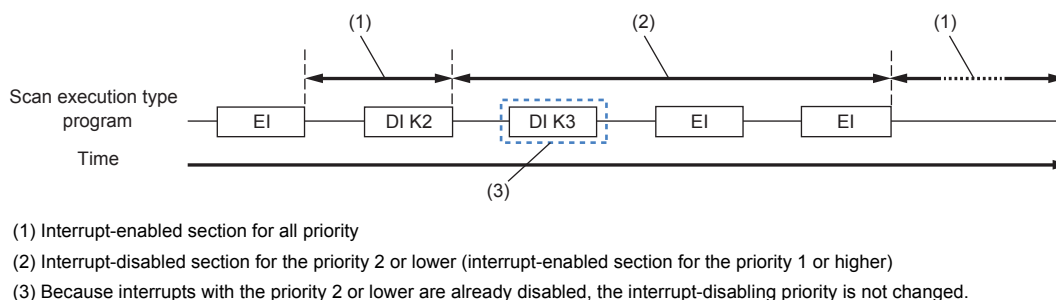 (1)
(2)
(1)
Scan execution type
program
EI
DI K2
DI K3
EI
EI
Time
(3)
(1) Interrupt-enabled section for all priority
(2) Interrupt-disabled section for the priority 2 or lower (interrupt-enabled section for the priority 1 or higher)
(3) Because interrupts with the priority 2 or lower are already disabled, the interrupt-disabling priority is not changed.